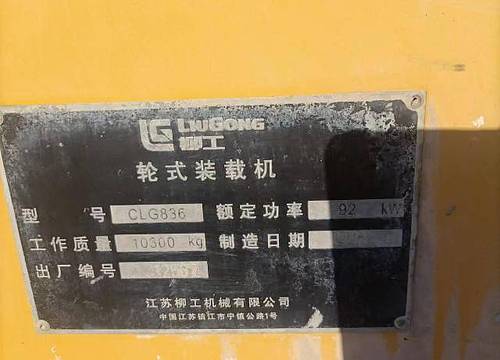 LIUGONG
柳工
轮式装载机
型 号 CLG836 额定功率 92 kW
工作质量 10300 kg 制造日期
出厂编号
江苏柳工机械有限公司
中国江苏镇江市宁镇公路1号